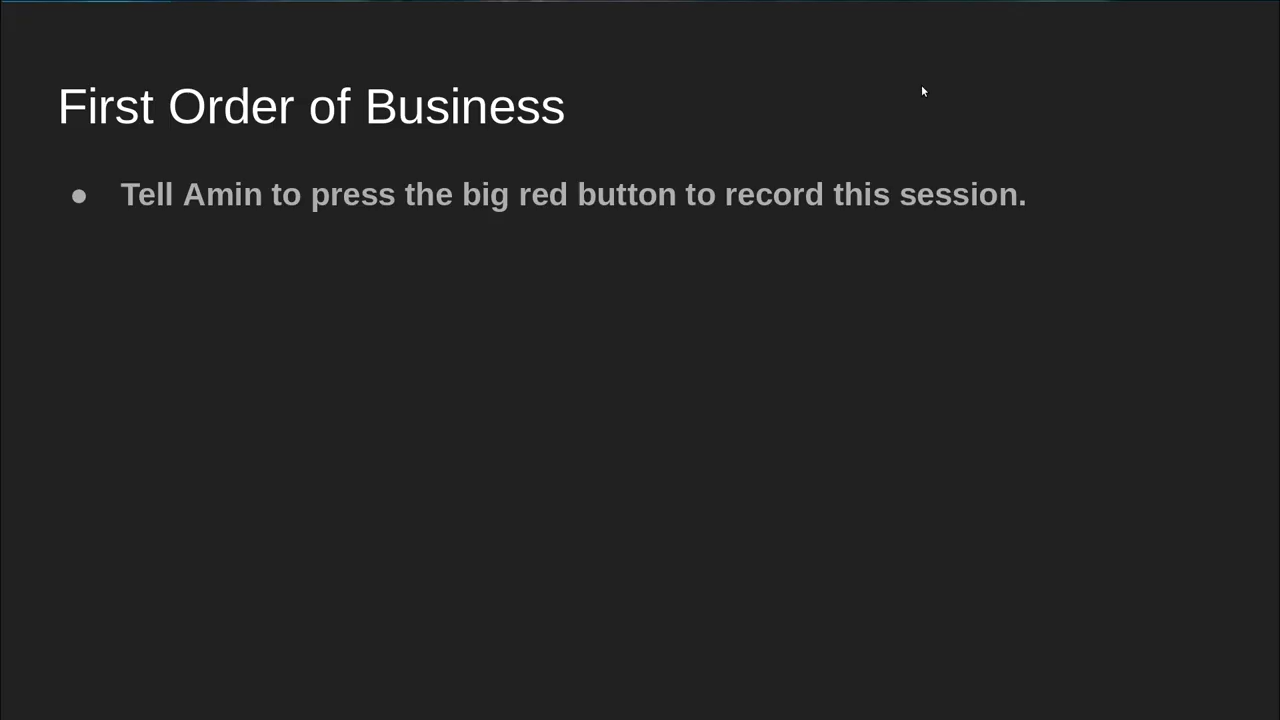 First Order of Business
● Tell Amin to press the big red button to record this session.